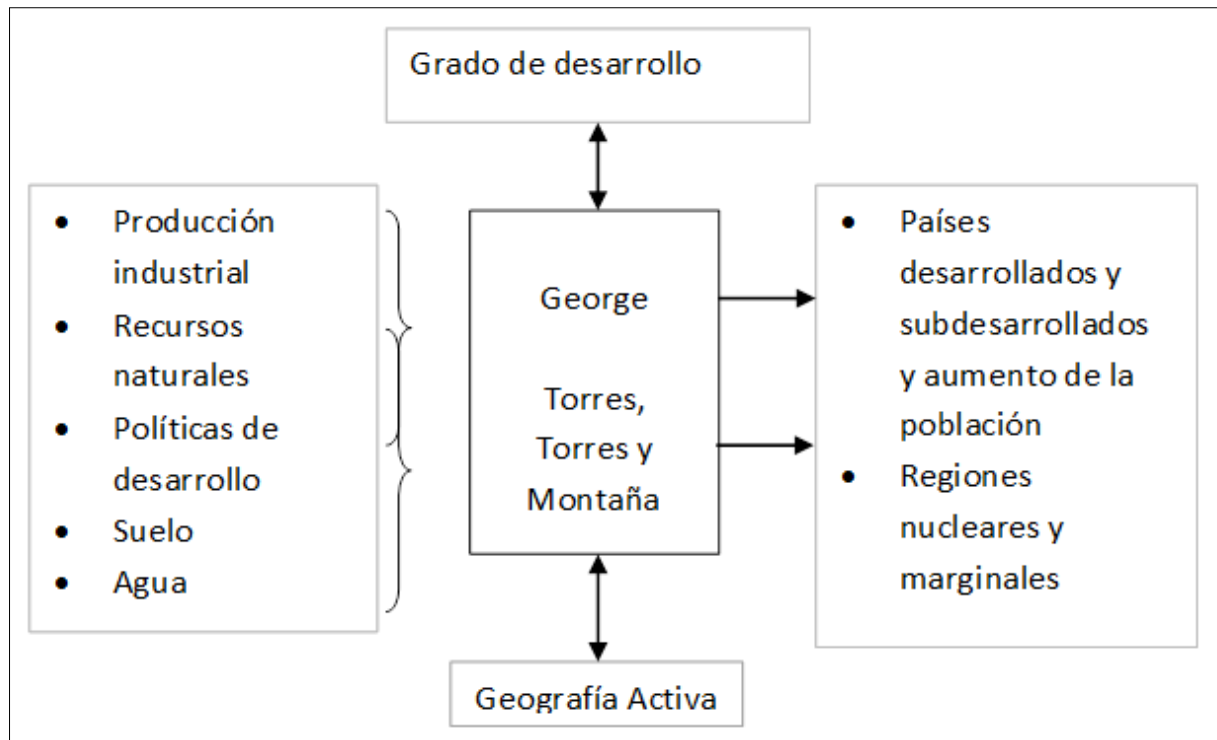 Grado de desarrollo
• Producción
industrial
• Recursos
naturales
• Políticas de
desarrollo
• Suelo
• Agua
George
Torres,
Torres y
Montaña
• Países
desarrollados y
subdesarrollados
y aumento de la
población
• Regiones
nucleares y
marginales
Geografía Activa